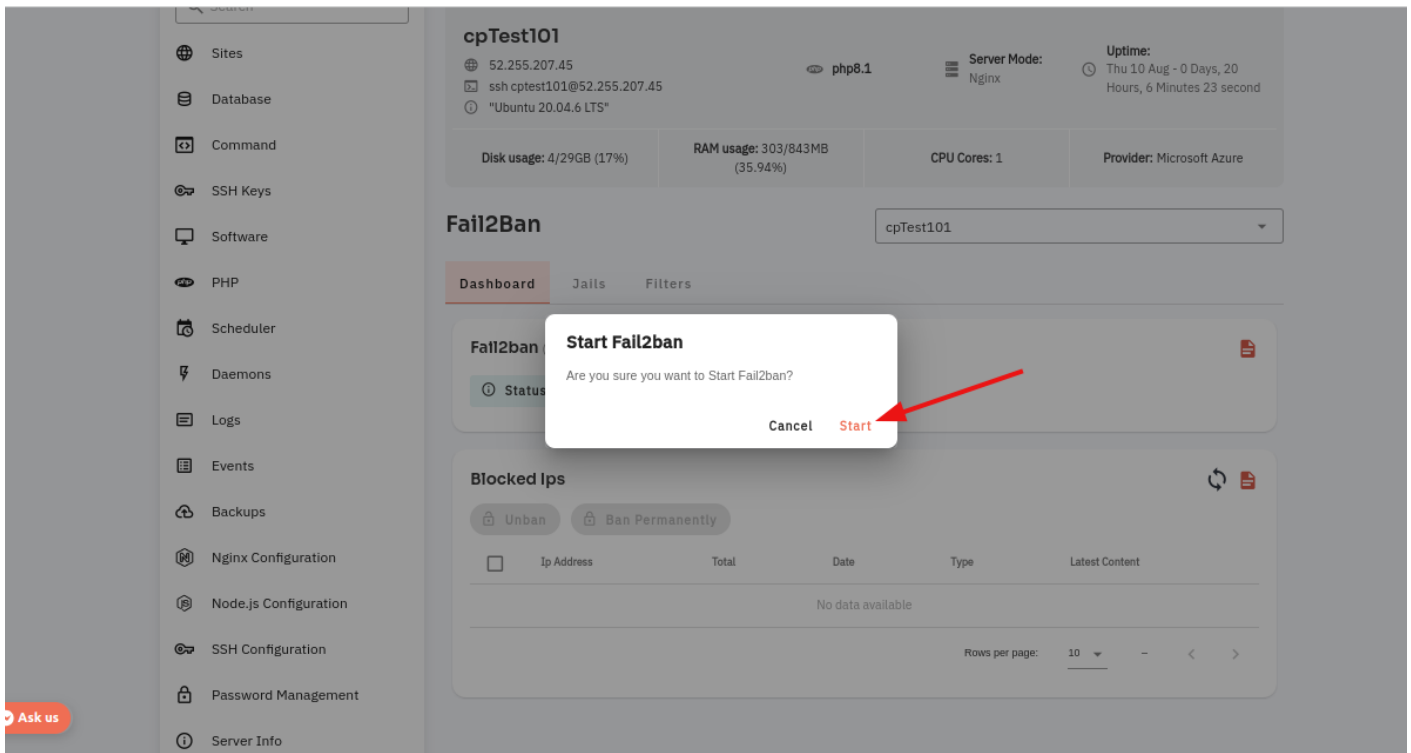 Search
Sites
Database
Command
SSH Keys
Software
PHP
Scheduler
Daemons
Logs
Events
Backups
Nginx Configuration
Node.js Configuration
SSH Configuration
Password Management
Server Info
Ask us
cpTest101
52.255.207.45
ssh cptest101@52.255.207.45
"Ubuntu 20.04.6 LTS"
php8.1
Server Mode:
Nginx
Uptime:
Thu 10 Aug - 0 Days, 20
Hours, 6 Minutes 23 second
Disk usage: 4/29GB (17%)
RAM usage: 303/843MB
(35.94%)
CPU Cores: 1
Provider: Microsoft Azure
Fail2Ban
cpTest101
Dashboard Jails Filters
Fail2ban
Status
Start Fail2ban
Are you sure you want to Start Fail2ban?
Cancel Start
Blocked Ips
Unban Ban Permanently
Ip Address Total Date Type Latest Content
No data available
Rows per page: 10 –